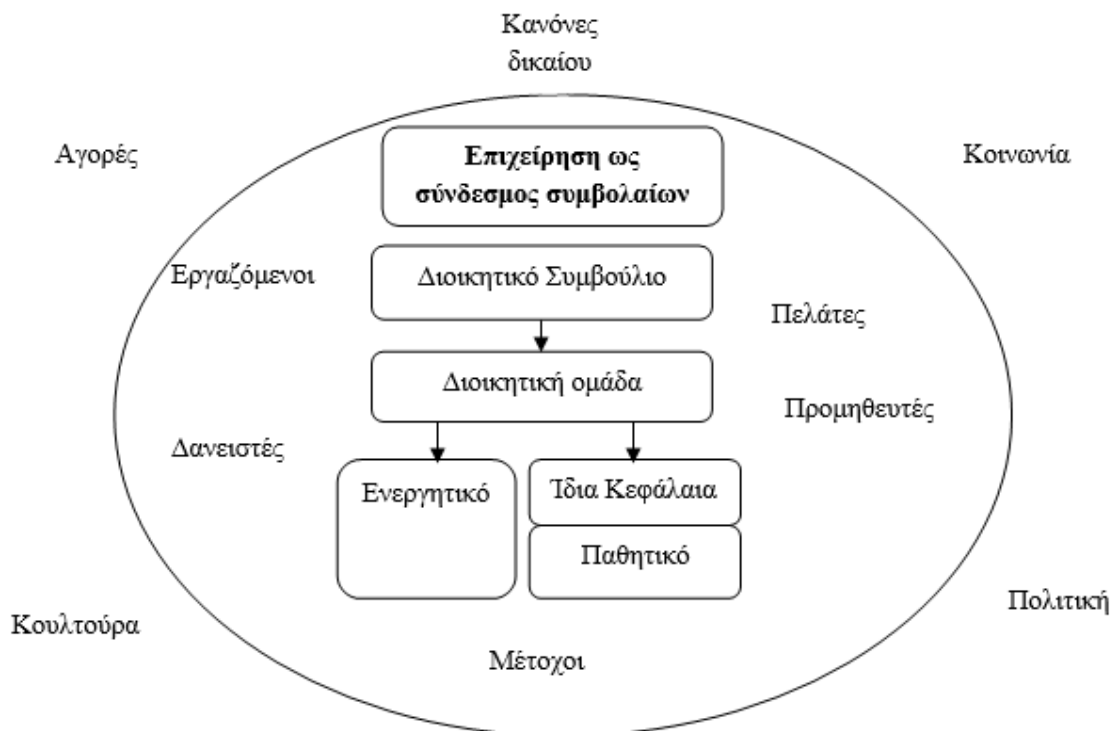 Κανόνες
δικαίου
Αγορές
Κοινωνία
Επιχείρηση ως
σύνδεσμος συμβολαίων
Εργαζόμενοι
Διοικητικό Συμβούλιο
Πελάτες
Διοικητική ομάδα
Προμηθευτές
Δανειστές
Ενεργητικό
Ίδια Κεφάλαια
Παθητικό
Πολιτική
Κουλτούρα
Μέτοχοι